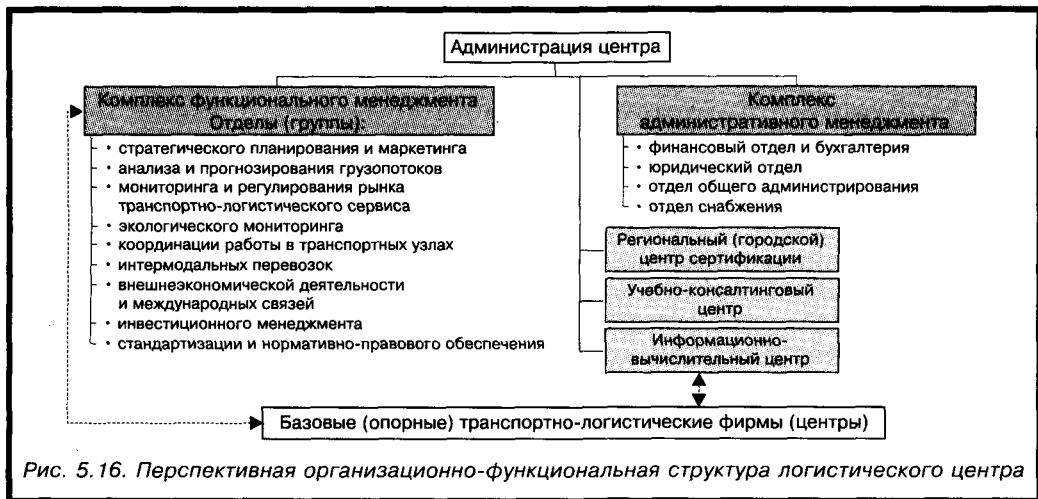 Администрация центра
Комплекс функционального менеджмента
Отделы (группы):
· стратегического планирования и маркетинга
· анализа и прогнозирования грузопотоков
· мониторинга и регулирования рынка
транспортно-логистического сервиса
· экологического мониторинга
· координации работы в транспортных узлах
· интермодальных перевозок
· внешнеэкономической деятельности
и международных связей
· инвестиционного менеджмента
· стандартизации и нормативно-правового обеспечения
Комплекс
административного менеджмента
· финансовый отдел и бухгалтерия
· юридический отдел
· отдел общего администрирования
· отдел снабжения
Региональный (городской)
центр сертификации
Учебно-консалтинговый
центр
Информационно-
вычислительный центр
Базовые (опорные) транспортно-логистические фирмы (центры)
Рис. 5.16. Перспективная организационно-функциональная структура логистического центра